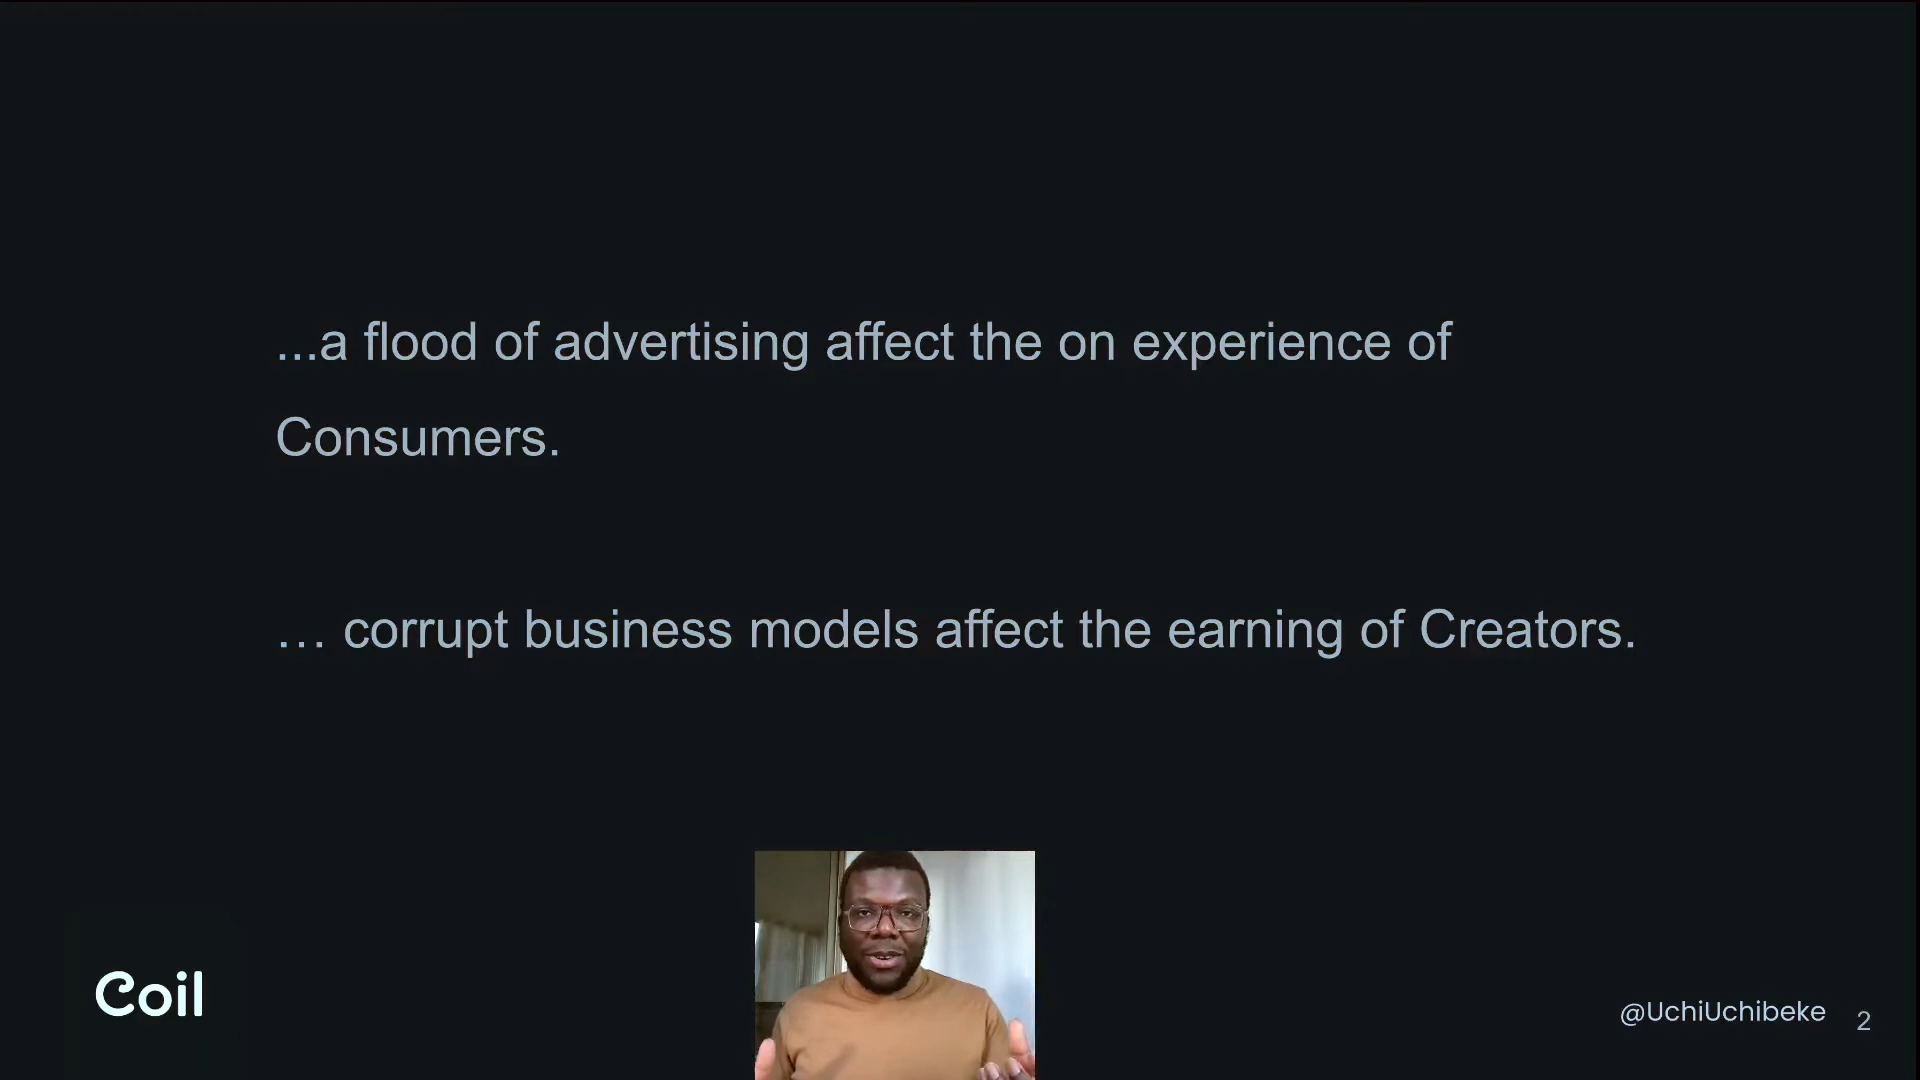 ...a flood of advertising affect the on experience of
Consumers.
… corrupt business models affect the earning of Creators.
Coil
@UchiUchibeke
2